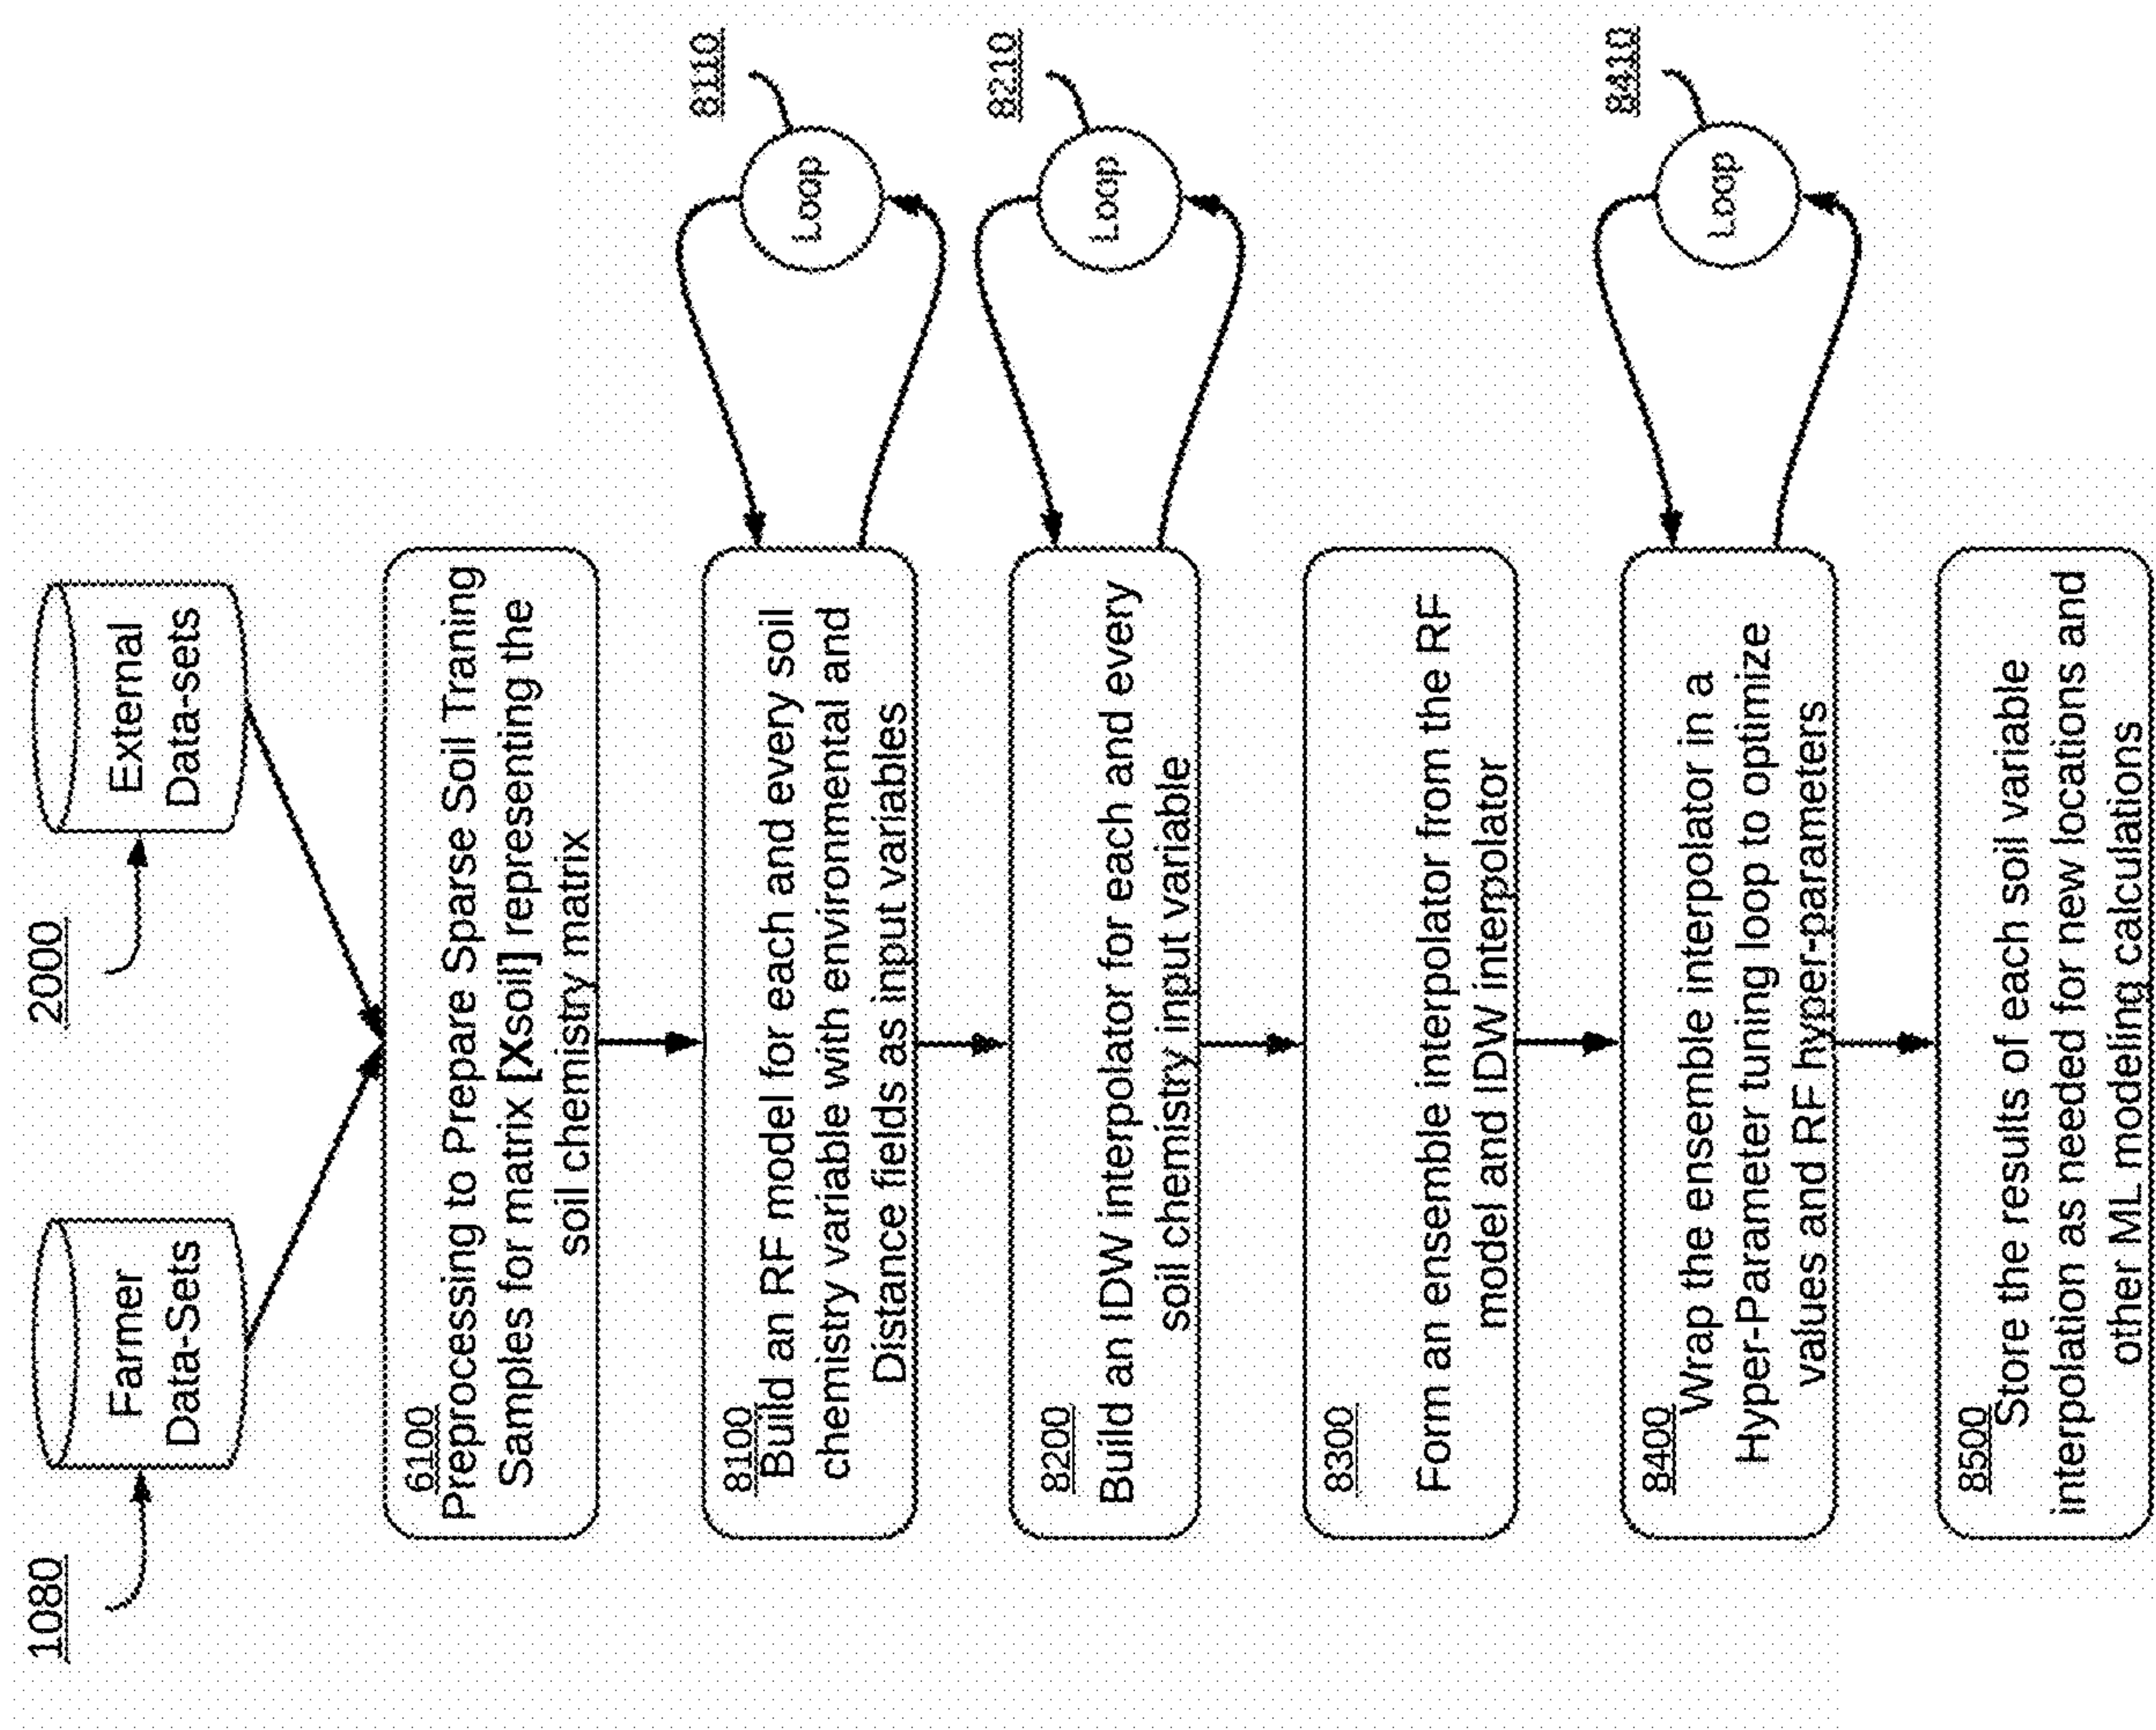 1080
Farmer
Data-Sets
2000
External
Data-sets
6100
Preprocessing to Prepare Sparse Soil Training
Samples for matrix [Xsoil] representing the
soil chemistry matrix
8100
Build an RF model for each and every soil
chemistry variable with environmental and
Distance fields as input variables
Loop
8110
8200
Build an IDW interpolator for each and every
soil chemistry input variable
Loop
8210
8300
Form an ensemble interpolator from the RF
model and IDW interpolator
8400
Wrap the ensemble interpolator in a
Hyper-Parameter tuning loop to optimize
values and RF hyper-parameters
Loop
8410
8500
Store the results of each soil variable
interpolation as needed for new locations and
other ML modeling calculations